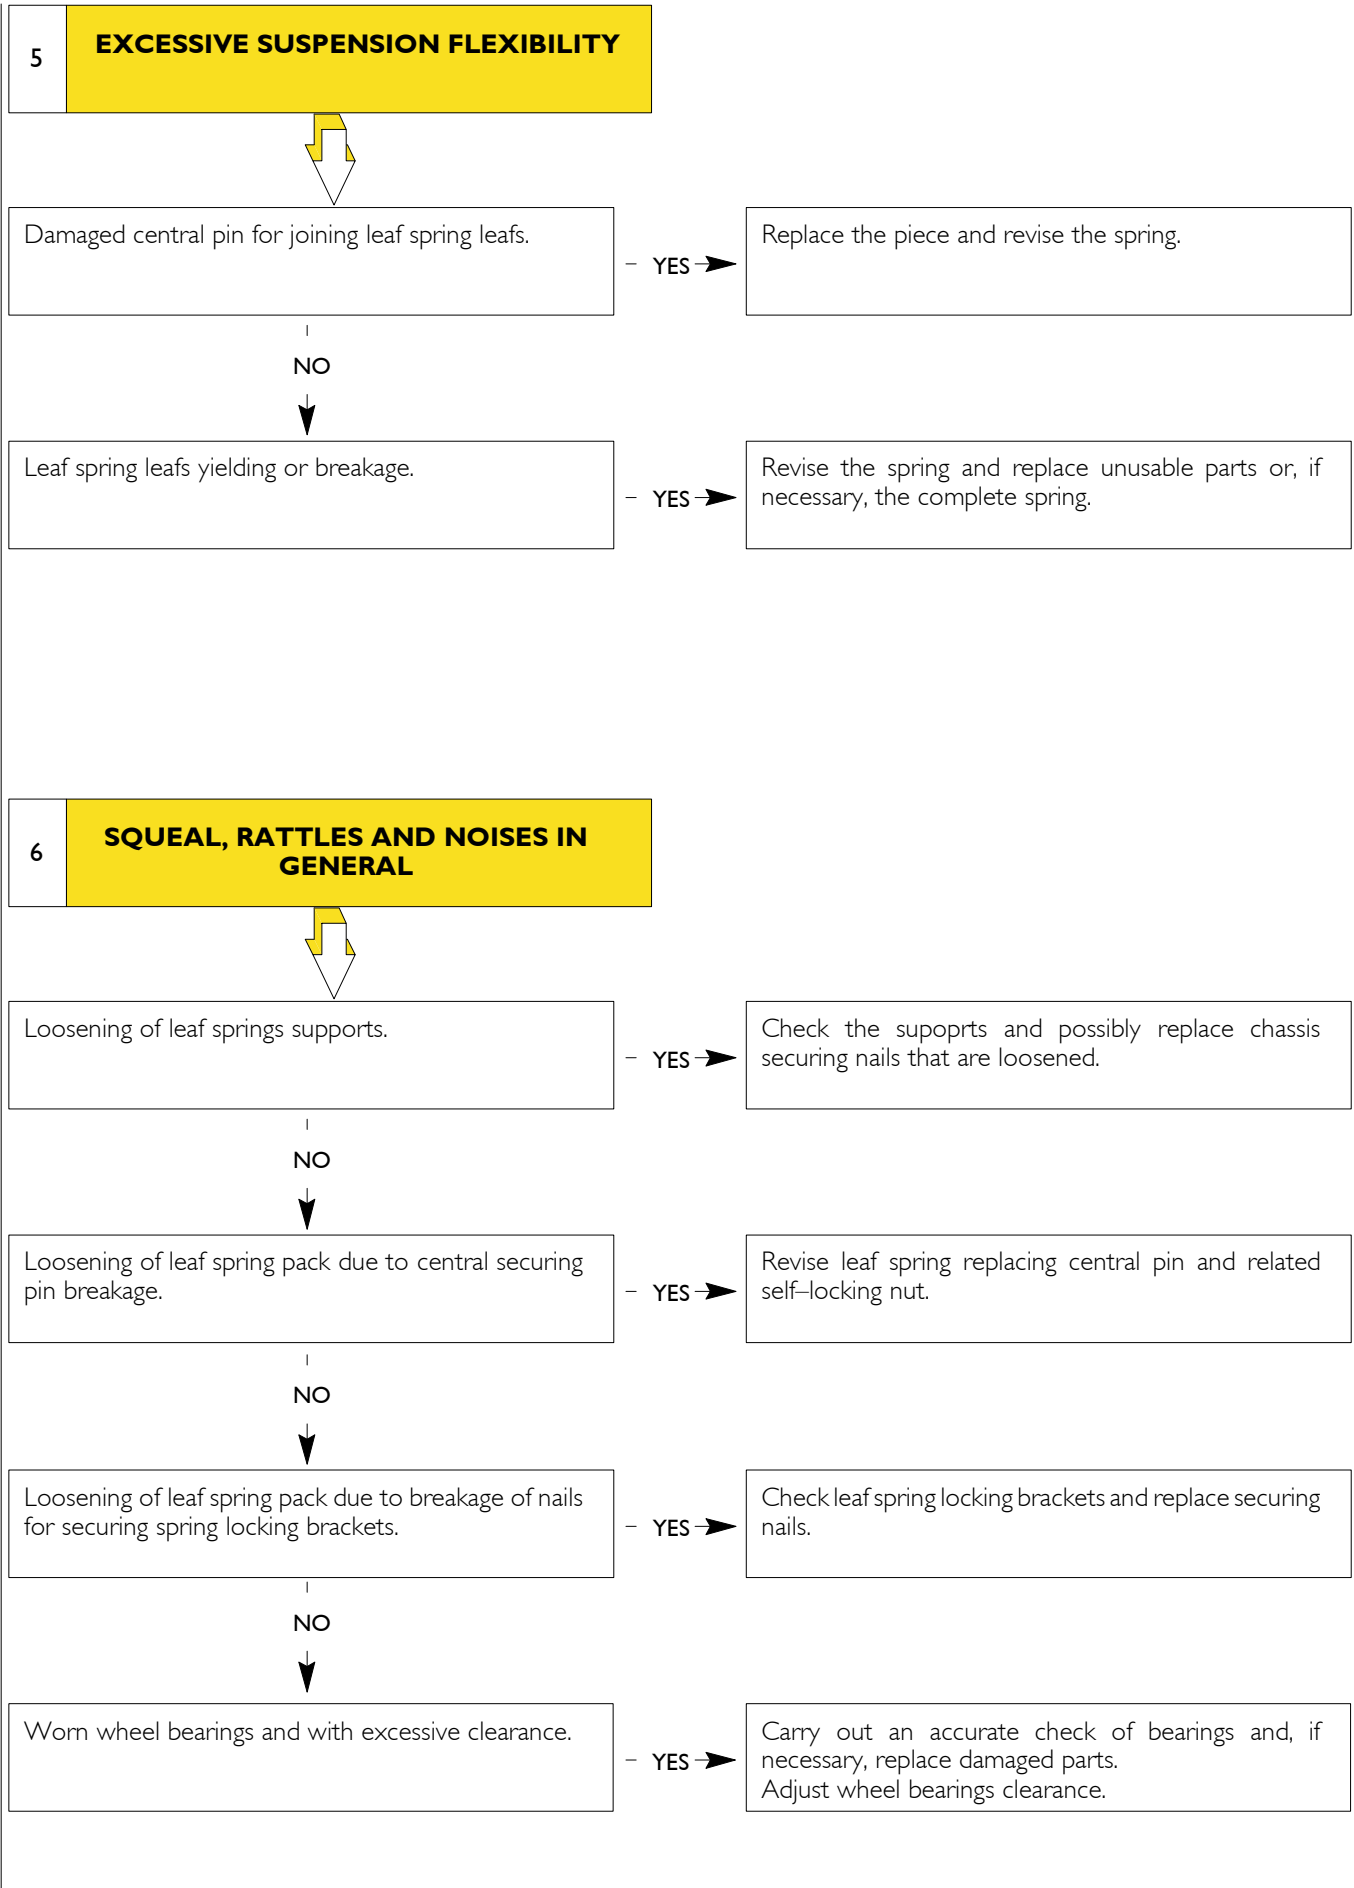 5
EXCESSIVE SUSPENSION FLEXIBILITY
Damaged central pin for joining leaf spring leafs.
– YES
Replace the piece and revise the spring.
NO
Leaf spring leafs yielding or breakage.
– YES
Revise the spring and replace unusable parts or, if
necessary, the complete spring.
6
SQUEAL, RATTLES AND NOISES IN
GENERAL
Loosening of leaf springs supports.
– YES
Check the supoprts and possibly replace chassis
securing nails that are loosened.
NO
Loosening of leaf spring pack due to central securing
pin breakage.
– YES
Revise leaf spring replacing central pin and related
self–locking nut.
NO
Loosening of leaf spring pack due to breakage of nails
for securing spring locking brackets.
– YES
Check leaf spring locking brackets and replace securing
nails.
NO
Worn wheel bearings and with excessive clearance.
– YES
Carry out an accurate check of bearings and, if
necessary, replace damaged parts.
Adjust wheel bearings clearance.